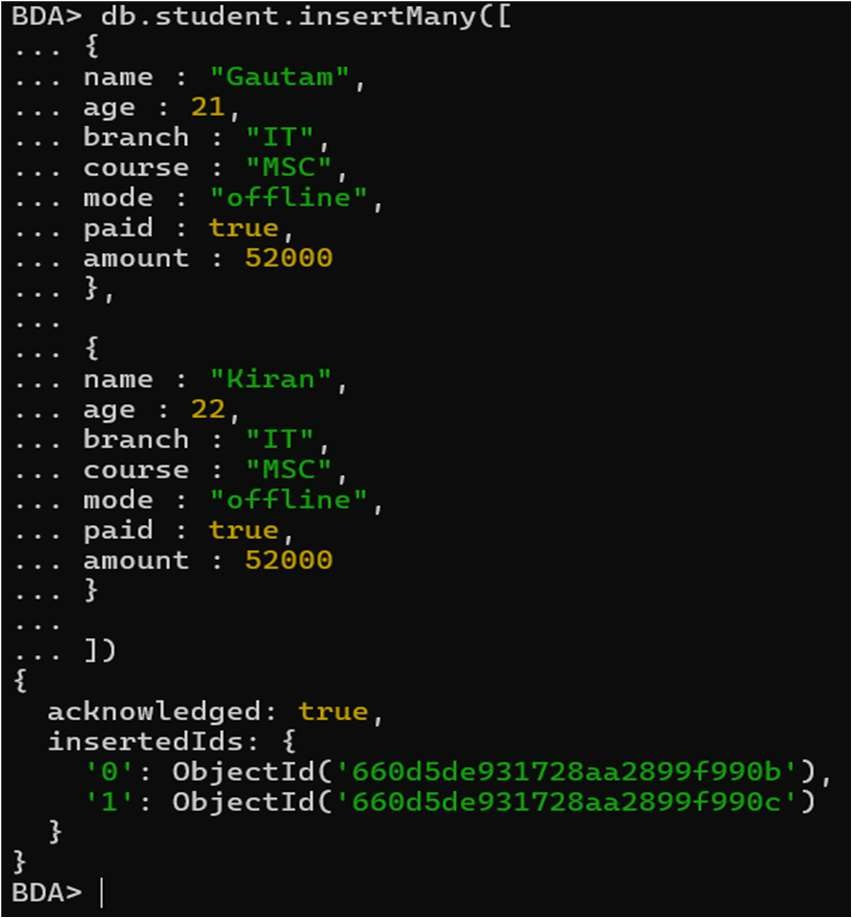 BDA> db.student.insertMany([
... {
... name : "Gautam",
... age : 21,
... branch : "IT",
... course : "MSC",
... mode : "offline",
... paid : true,
... amount : 52000
... },
...
... {
... name : "Kiran",
... age : 22,
... branch : "IT",
... course : "MSC",
... mode : "offline",
... paid : true,
... amount : 52000
... }
...
... ])
{
  acknowledged: true,
  insertedIds: {
    '0': ObjectId('660d5de931728aa2899f990b'),
    '1': ObjectId('660d5de931728aa2899f990c')
  }
}
BDA>